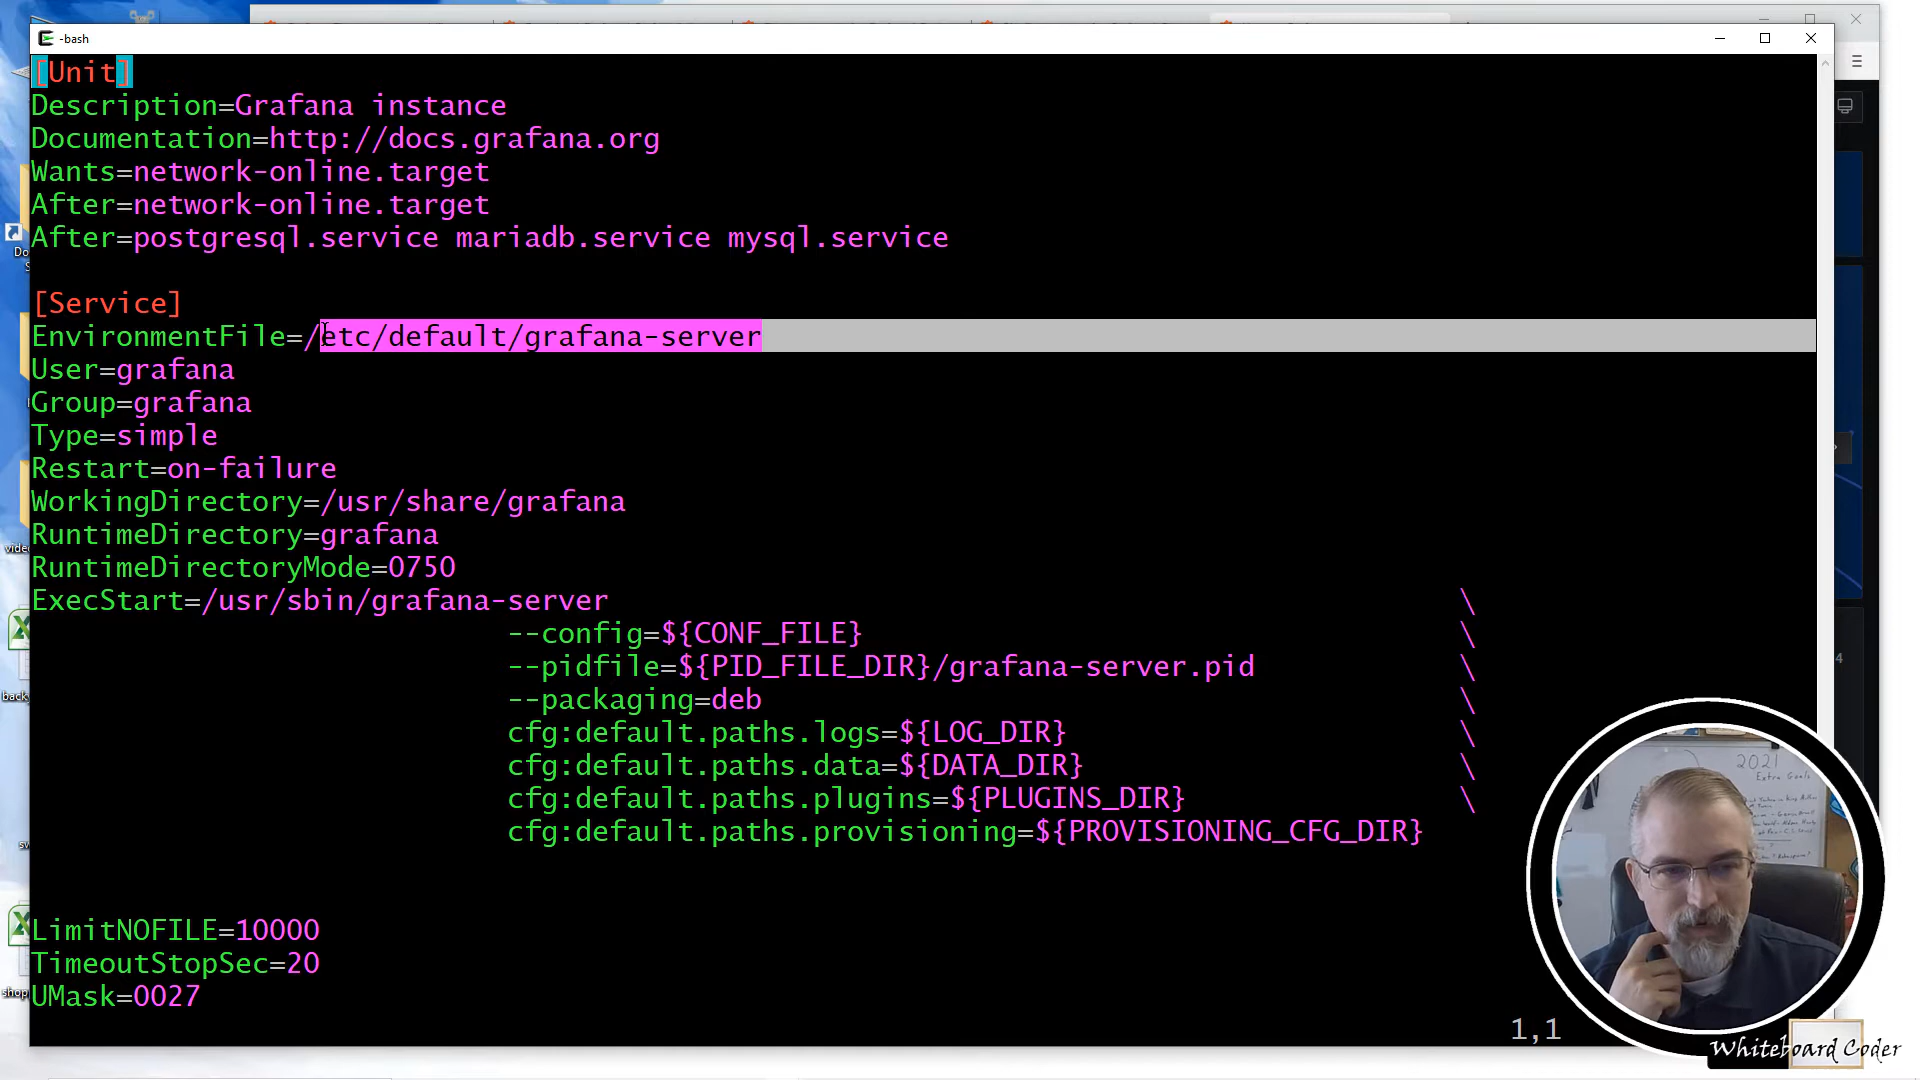 -bash
[Unit]
Description=Grafana instance
Documentation=http://docs.grafana.org
Wants=network-online.target
After=network-online.target
After=postgresql.service mariadb.service mysql.service
[Service]
EnvironmentFile=/etc/default/grafana-server
User=grafana
Group=grafana
Type=simple
Restart=on-failure
WorkingDirectory=/usr/share/grafana
RuntimeDirectory=grafana
RuntimeDirectoryMode=0750
ExecStart=/usr/sbin/grafana-server \
--config=${CONF_FILE} \
--pidfile=${PID_FILE_DIR}/grafana-server.pid \
--packaging=deb \
cfg:default.paths.logs=${LOG_DIR} \
cfg:default.paths.data=${DATA_DIR} \
cfg:default.paths.plugins=${PLUGINS_DIR} \
cfg:default.paths.provisioning=${PROVISIONING_CFG_DIR}
LimitNOFILE=10000
TimeoutStopSec=20
UMask=0027
1,1
2021
Extra Goals
Whiteboard Coder